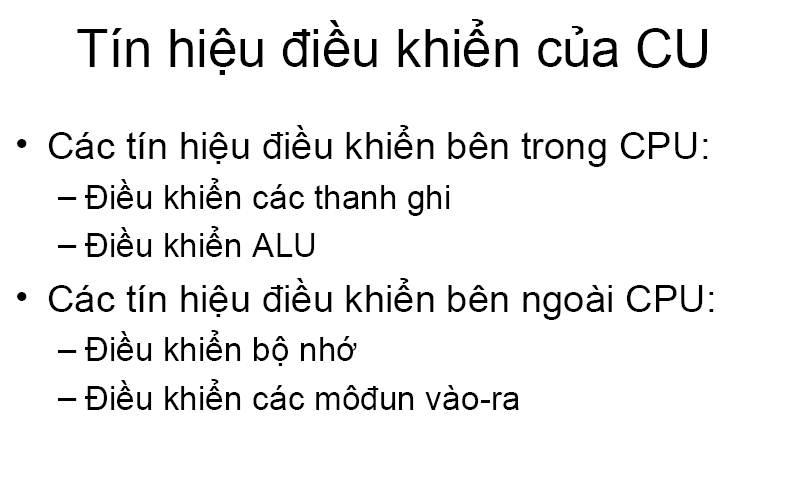 Tín hiệu điều khiển của CU
• Các tín hiệu điều khiển bên trong CPU:
– Điều khiển các thanh ghi
– Điều khiển ALU
• Các tín hiệu điều khiển bên ngoài CPU:
– Điều khiển bộ nhớ
– Điều khiển các môđun vào-ra